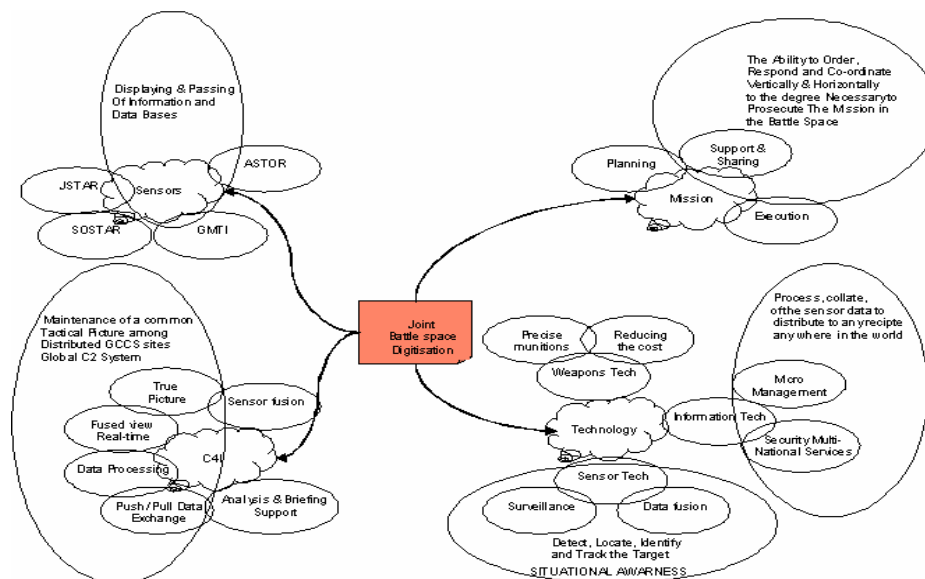 Displaying & Passing
Of Information and
Data Bases
ASTOR
JSTAR
Sensors
SOSTAR
GMTI
The Ability to Order,
Respond and Co-ordinate
Vertically & Horizontally
to the degree Necessaryto
Prosecute The Mission in
the Battle Space
Planning
Support &
Sharing
Mission
Execution
Joint
Battle space
Digitisation
Maintenance of a common
Tactical Picture among
Distributed GCCS sites
Global C2 System
True
Picture
Sensor fusion
Fused view
Real-time
C4I
Data Processing
Push/Pull Data
Exchange
Analysis & Briefing
Support
Precise
munitions
Reducing
the cost
Weapons Tech
Technology
Information Tech
Process, collate,
of the sensor data to
distribute to any recipte
any where in the world
Micro
Management
Security Multi-
National Services
Sensor Tech
Surveillance
Data fusion
Detect, Locate, Identify
and Track the Target
SITUATIONAL AWARNESS